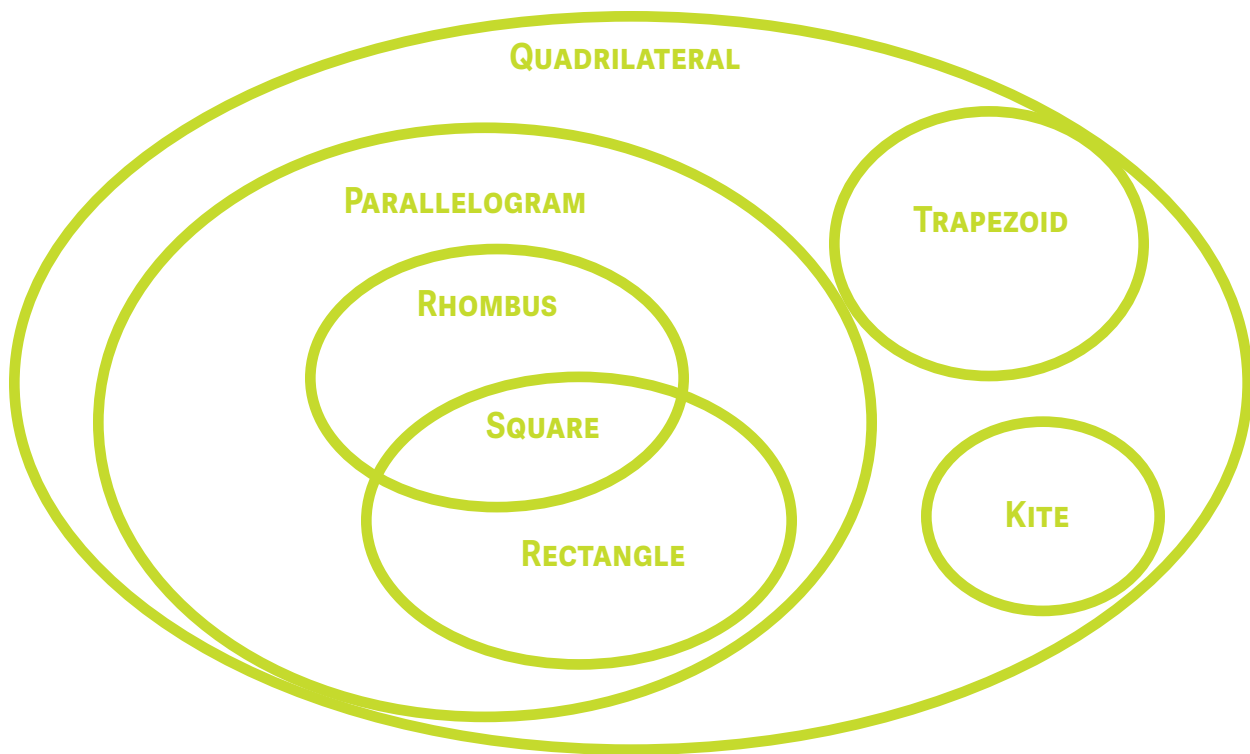 QUADRILATERAL
PARALLELOGRAM
TRAPEZOID
RHOMBUS
SQUARE
KITE
RECTANGLE